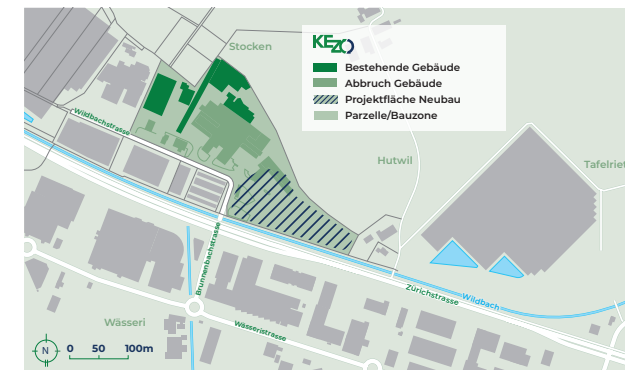 Stocken
KEZO
Bestehende Gebäude
Abbruch Gebäude
Projektfläche Neubau
Parzelle/Bauzone
Wildbachstrasse
Hutwil
Tafelriet
Brunnenbachstrasse
Zürichstrasse
Wildbach
Wässeri
Wässeristrasse
N
0 50 100m